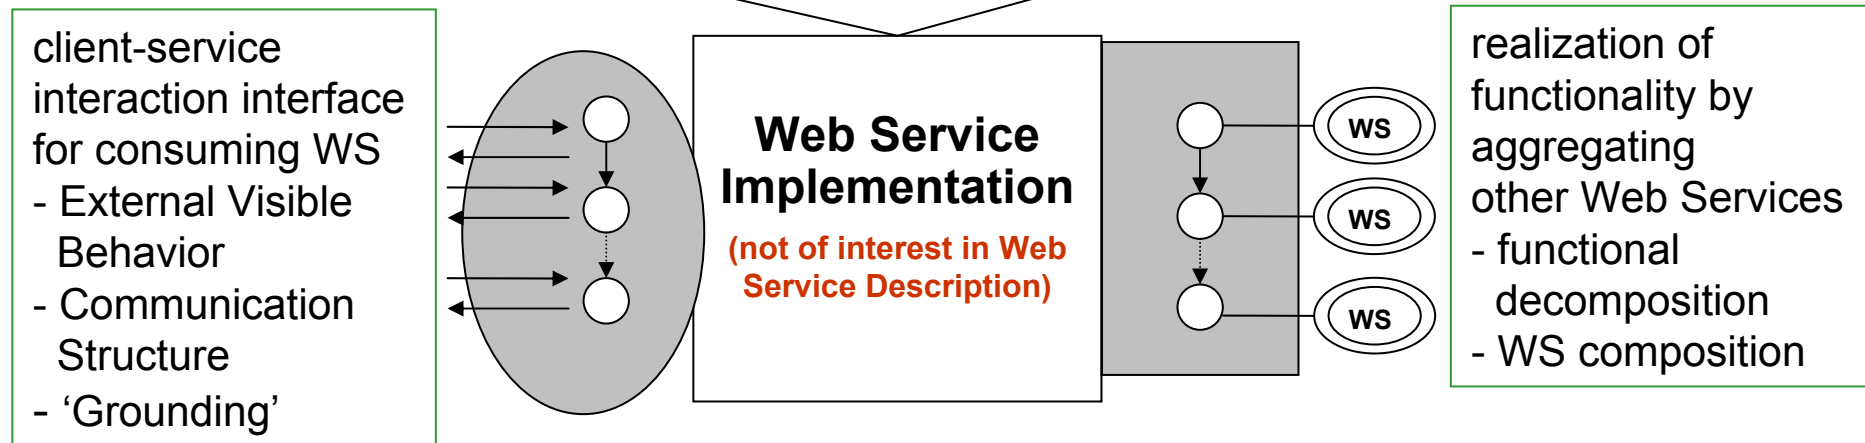 client-service
interaction interface
for consuming WS
- External Visible
Behavior
- Communication
Structure
- ‘Grounding’
Web Service
Implementation
(not of interest in Web
Service Description)
WS
WS
WS
realization of
functionality by
aggregating
other Web Services
- functional
decomposition
- WS composition